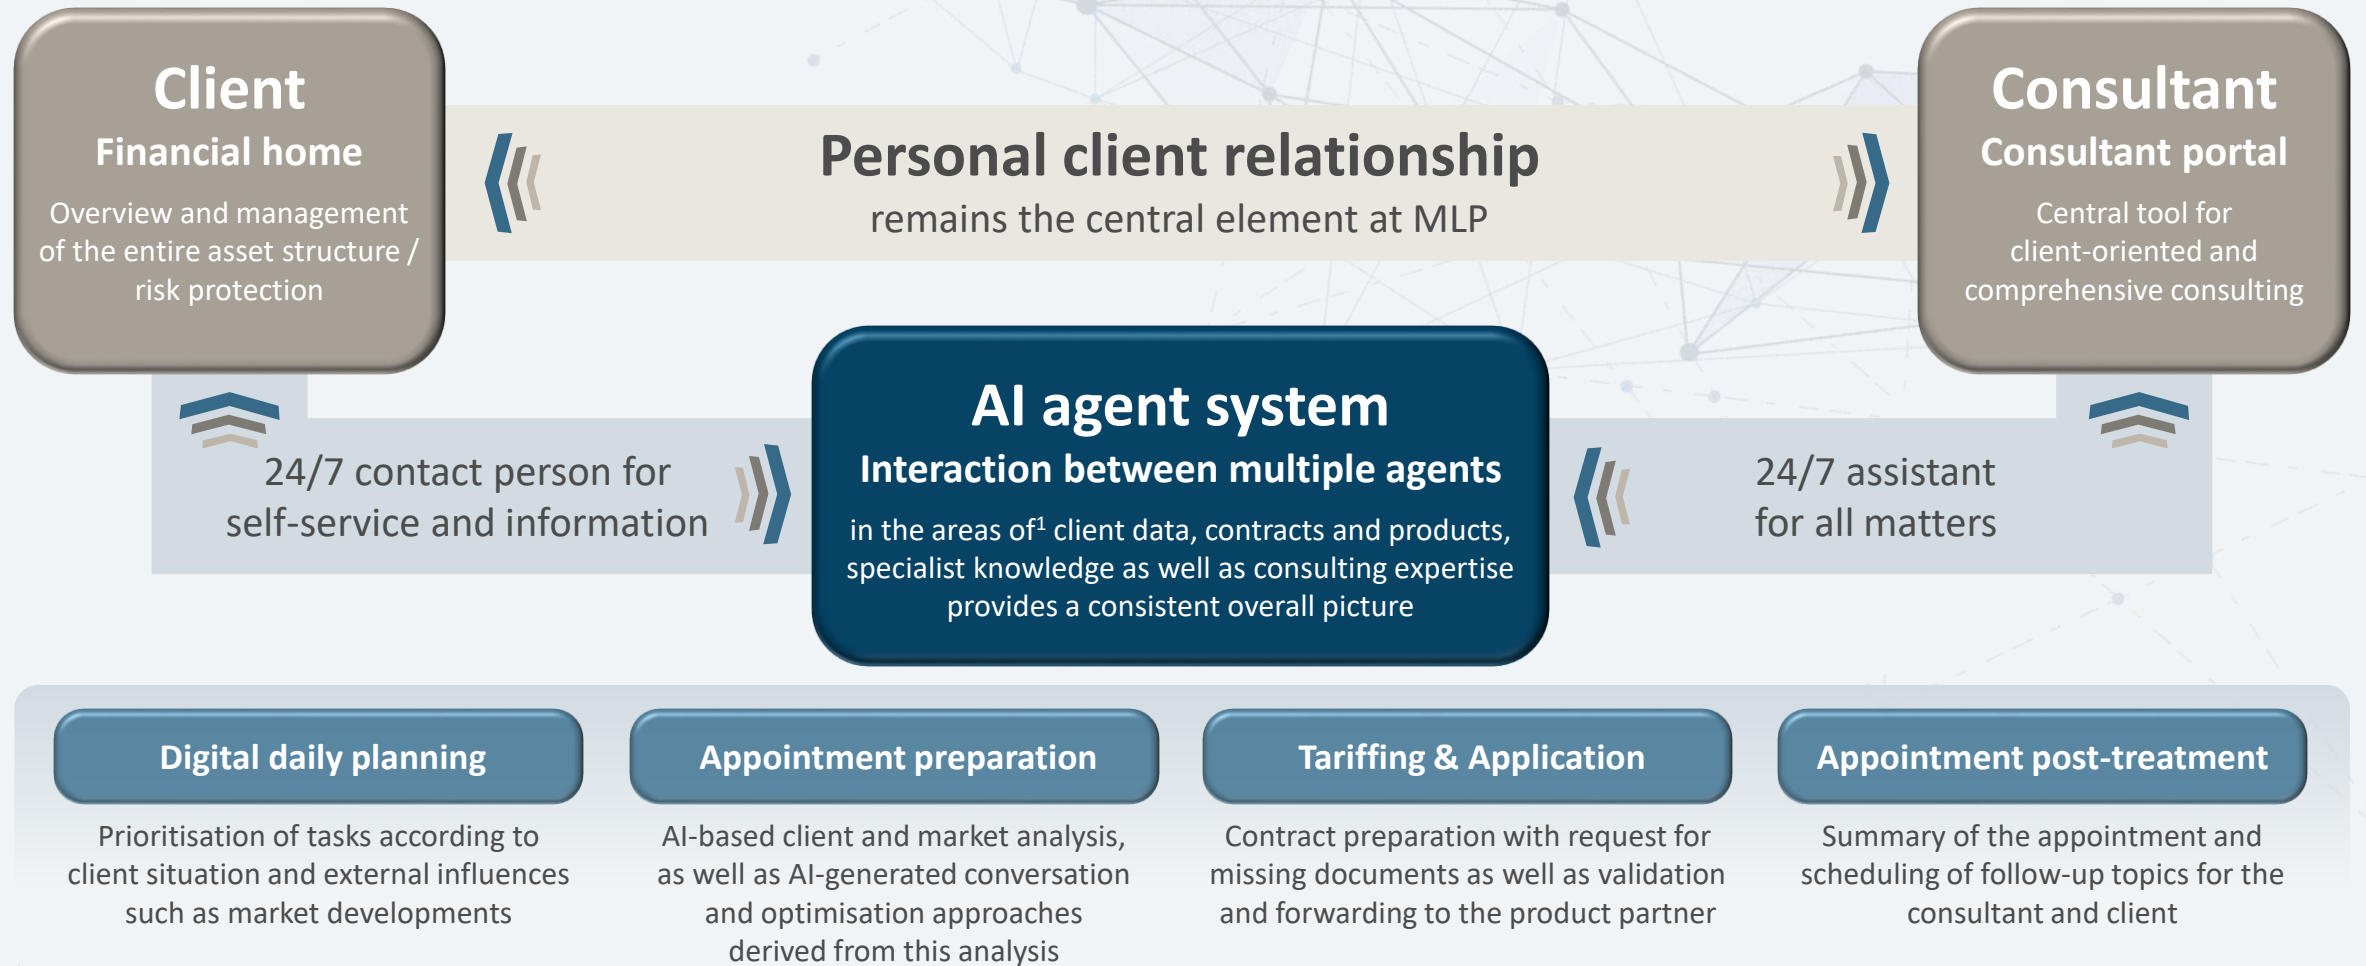 Client
Financial home
Overview and management
of the entire asset structure /
risk protection
Personal client relationship
remains the central element at MLP
Consultant
Consultant portal
Central tool for
client-oriented and
comprehensive consulting
24/7 contact person for
self-service and information
AI agent system
Interaction between multiple agents
in the areas of¹ client data, contracts and products,
specialist knowledge as well as consulting expertise
provides a consistent overall picture
24/7 assistant
for all matters
Digital daily planning
Prioritisation of tasks according to
client situation and external influences
such as market developments
Appointment preparation
AI-based client and market analysis,
as well as AI-generated conversation
and optimisation approaches
derived from this analysis
Tariffing & Application
Contract preparation with request for
missing documents as well as validation
and forwarding to the product partner
Appointment post-treatment
Summary of the appointment and
scheduling of follow-up topics for the
consultant and client